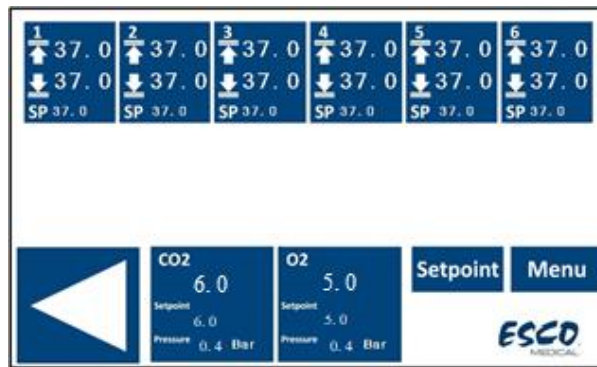 1 2 3 4 5 6
37.0 37.0 37.0 37.0 37.0 37.0
37.0 37.0 37.0 37.0 37.0 37.0
SP 37.0 SP 37.0 SP 37.0 SP 37.0 SP 37.0 SP 37.0
CO2
6.0
Setpoint
6.0
Pressure 0.4 Bar
O2
5.0
Setpoint
5.0
Pressure 0.4 Bar
Setpoint
Menu
ESCO
MEDICAL